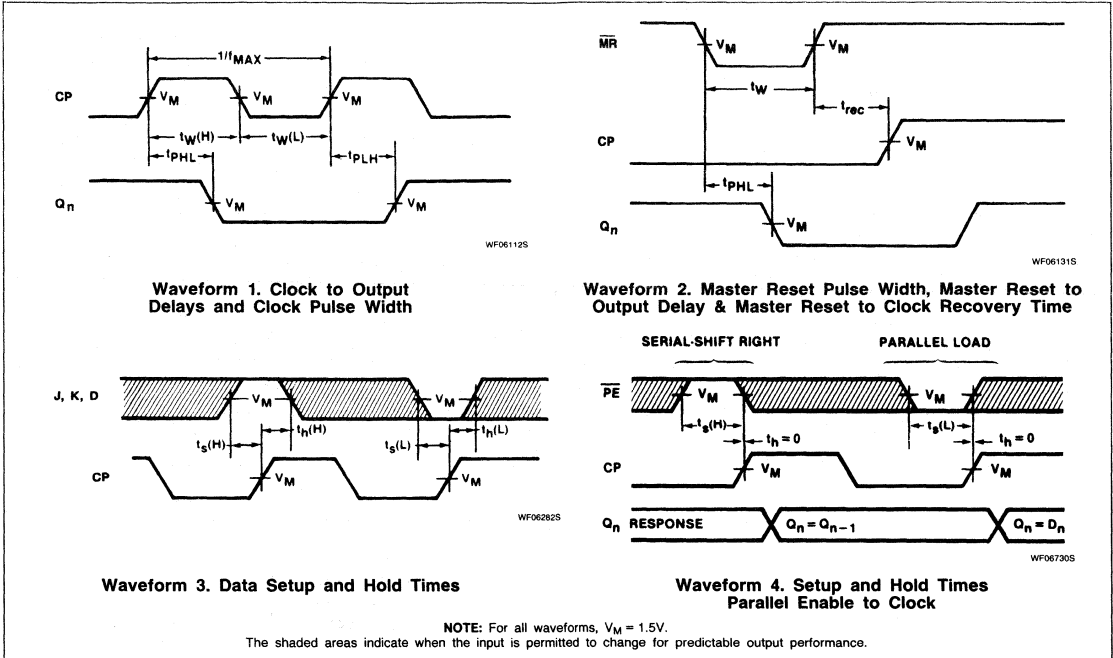 1/fMAX
CP
VM VM VM
tW(H) tW(L)
tPHL tPLH
Qn VM VM
WF06112S
Waveform 1. Clock to Output
Delays and Clock Pulse Width
MR VM VM
tW
trec
CP VM
tPHL
Qn VM
WF06131S
Waveform 2. Master Reset Pulse Width, Master Reset to
Output Delay & Master Reset to Clock Recovery Time
J, K, D VM VM
ts(H) th(H) ts(L) th(L)
CP VM VM
WF06282S
Waveform 3. Data Setup and Hold Times
SERIAL-SHIFT RIGHT PARALLEL LOAD
PE VM VM
ts(H) ts(L)
th = 0 th = 0
CP VM VM
Qn RESPONSE Qn = Qn−1 Qn = Dn
WF06730S
Waveform 4. Setup and Hold Times
Parallel Enable to Clock
NOTE: For all waveforms, VM = 1.5V.
The shaded areas indicate when the input is permitted to change for predictable output performance.